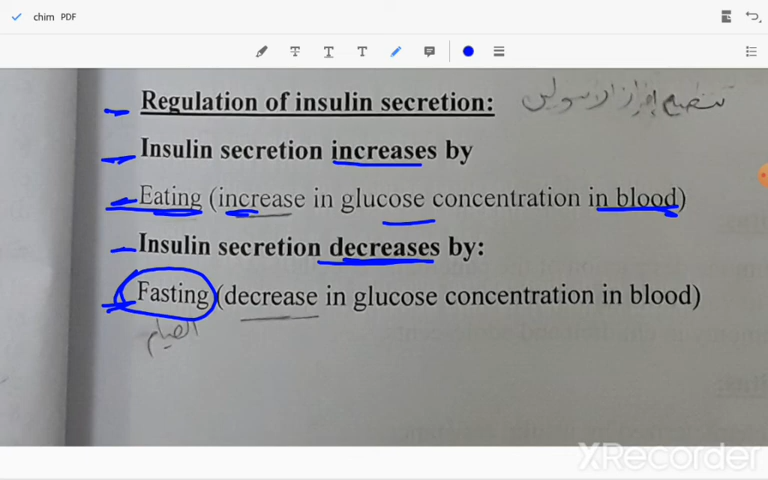 chim PDF
Regulation of insulin secretion: تنظيم إفراز الانسولين
Insulin secretion increases by
Eating (increase in glucose concentration in blood)
Insulin secretion decreases by:
Fasting (decrease in glucose concentration in blood)
الصيام
XRecorder